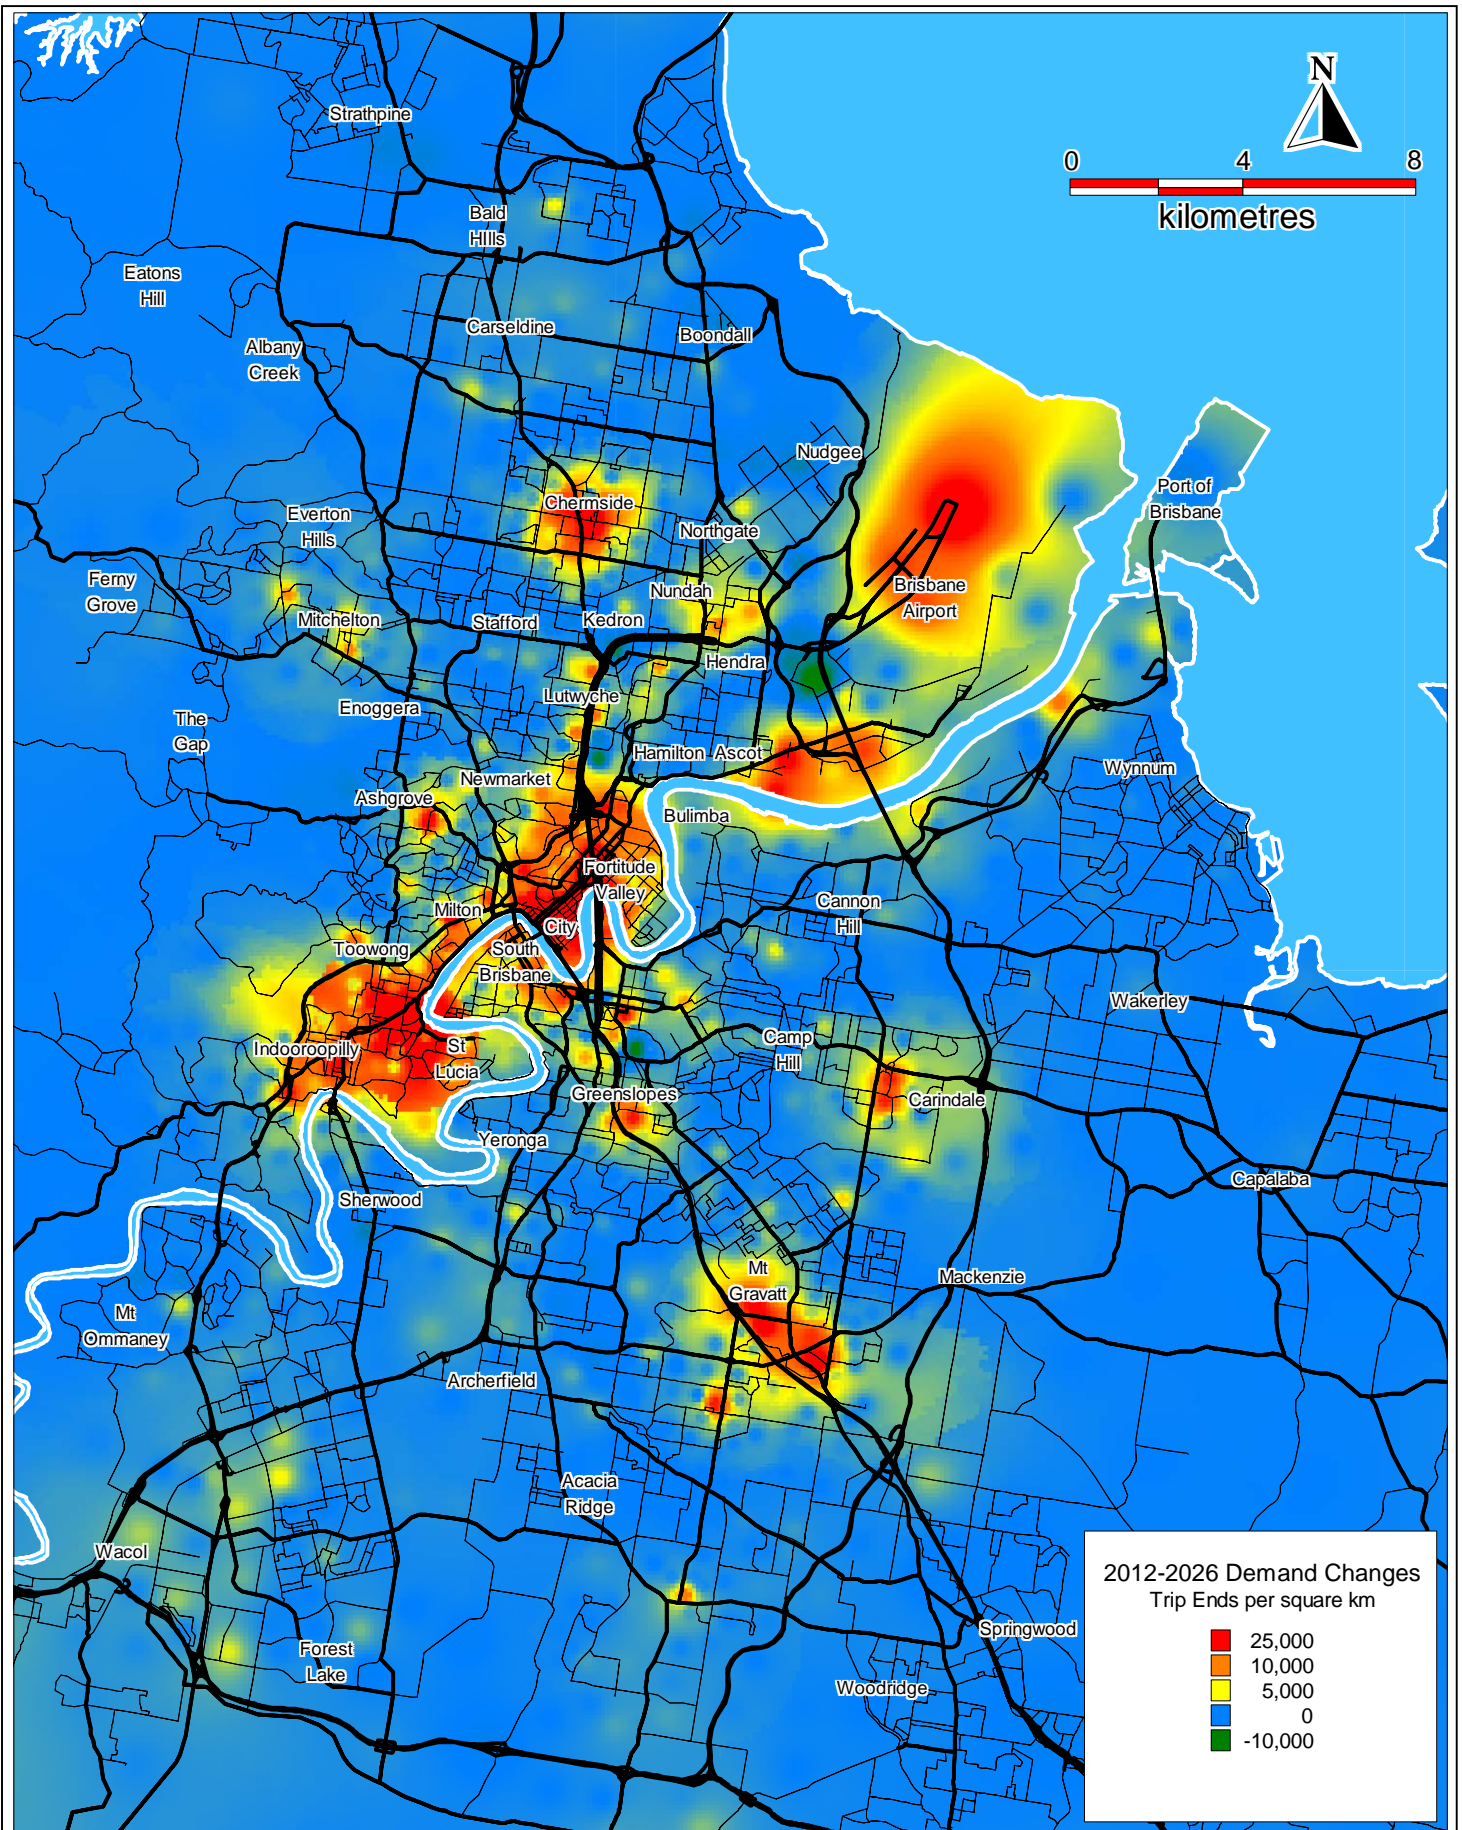 N
0 4 8
kilometres
Strathpine
Bald
HIlls
Eatons
Hill
Carseldine
Boondall
Albany
Creek
Nudgee
Port of
Brisbane
Chermside
Everton
Hills
Northgate
Ferny
Grove
Nundah
Brisbane
Airport
Mitchelton
Stafford
Kedron
Hendra
Lutwyche
Enoggera
The
Gap
Hamilton
Ascot
Wynnum
Newmarket
Ashgrove
Bulimba
Fortitude
Valley
Cannon
Hill
Milton
City
Toowong
South
Brisbane
Wakerley
Camp
Hill
Indooroopilly
St
Lucia
Greenslopes
Carindale
Yeronga
Capalaba
Sherwood
Mt
Gravatt
Mackenzie
Mt
Ommaney
Archerfield
Acacia
Ridge
Wacol
Forest
Lake
Springwood
Woodridge
2012-2026 Demand Changes
Trip Ends per square km
25,000
10,000
5,000
0
-10,000